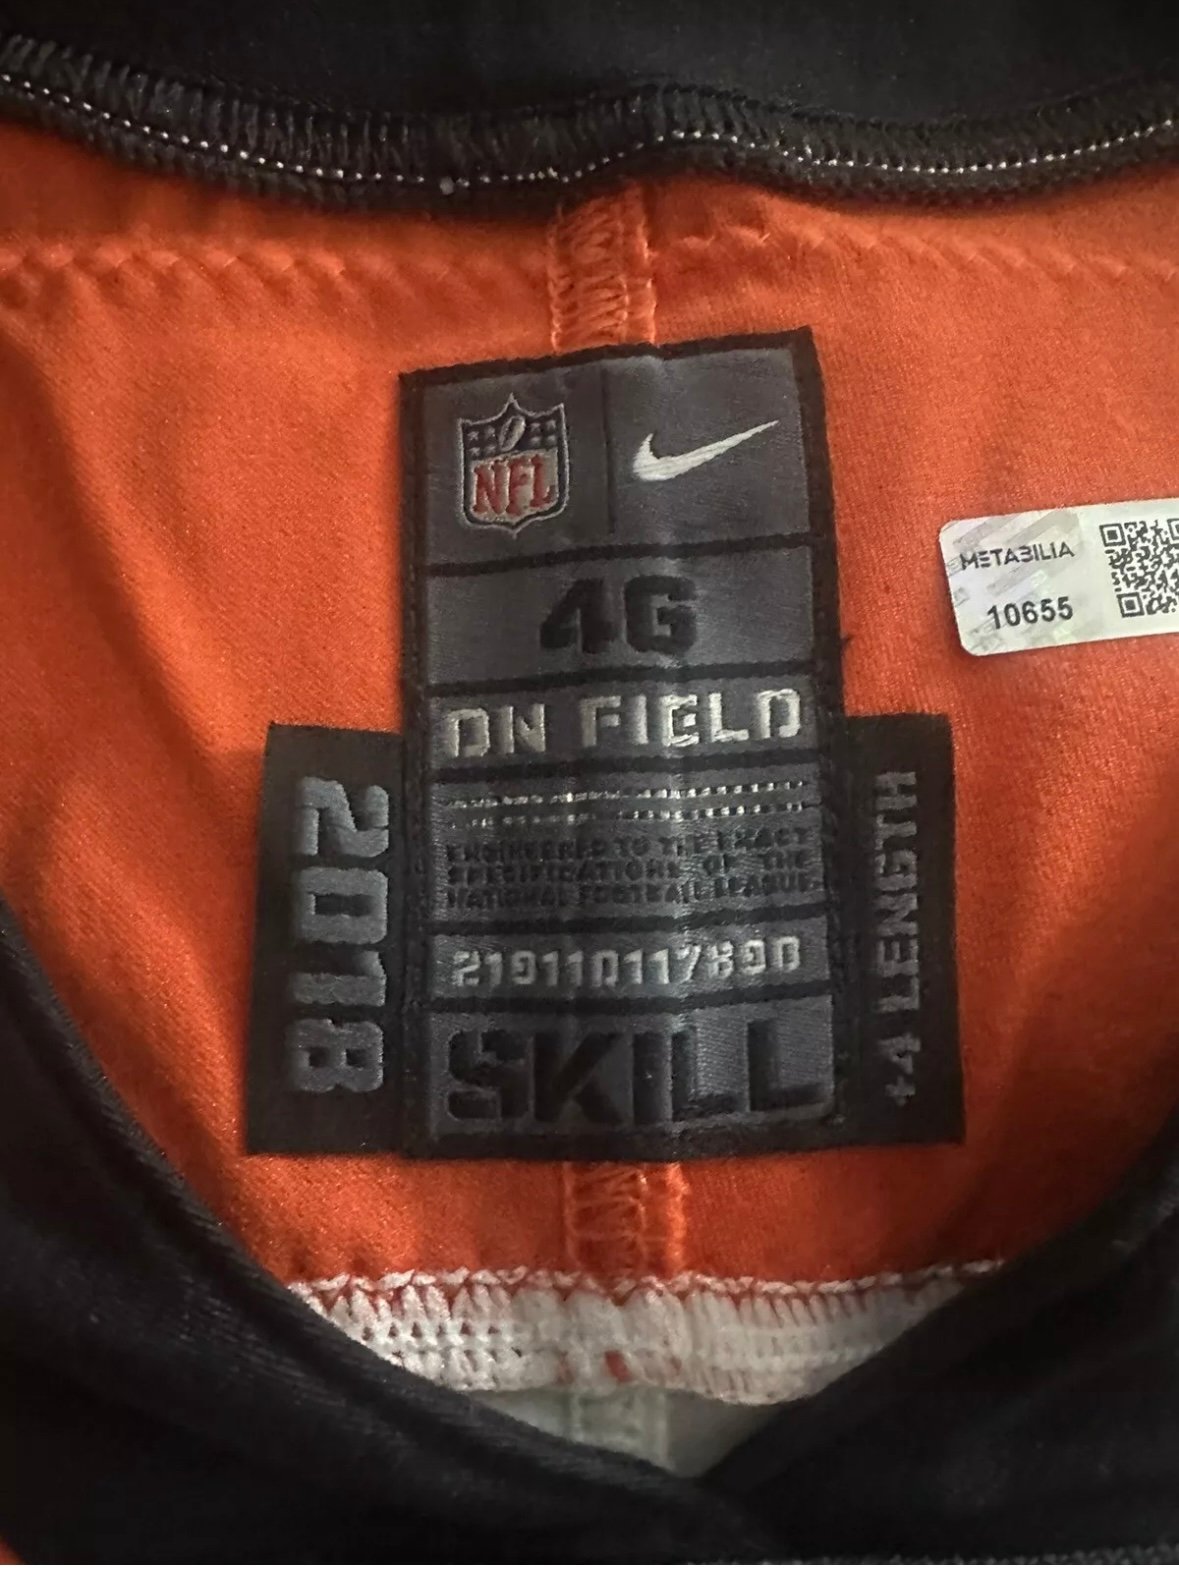 NFL
46
ON FIELD
ENGINEERED TO THE EXACT
SPECIFICATIONS OF THE
NATIONAL FOOTBALL LEAGUE
219110117890
SKILL
2018
+4 LENGTH
METABILIA
10655